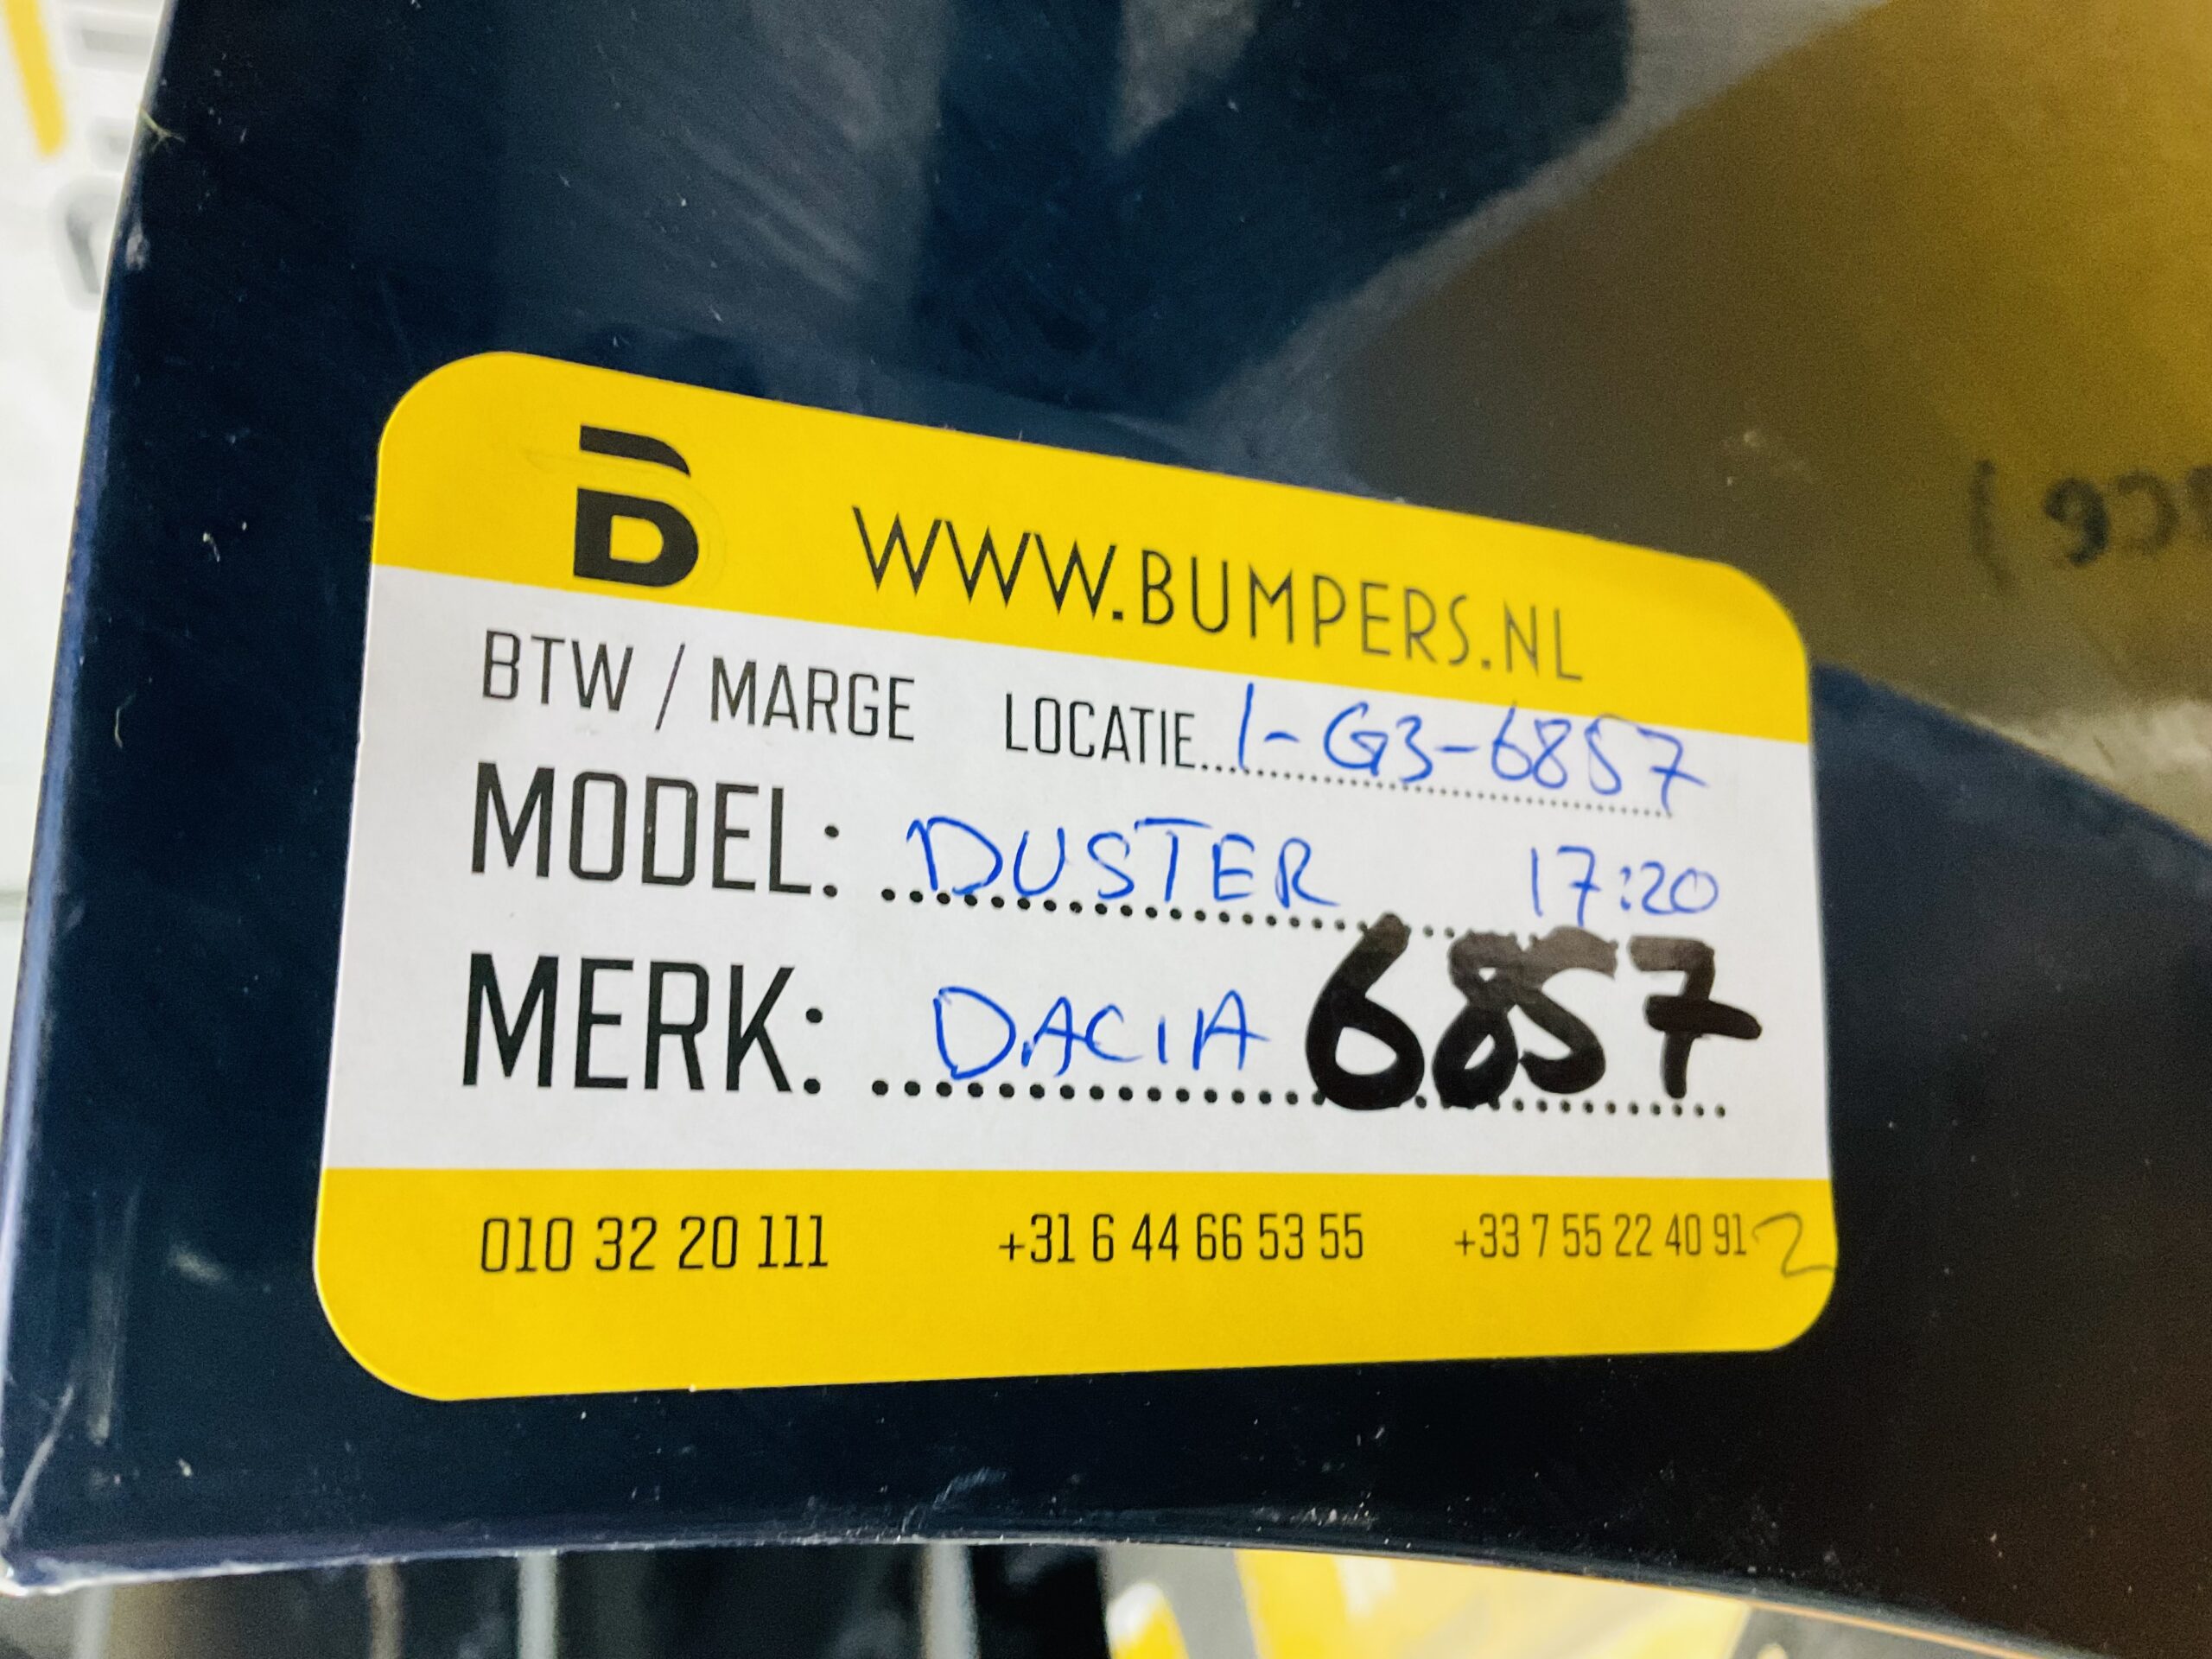 WWW.BUMPERS.NL
BTW / MARGE LOCATIE... 1-G3-6857
MODEL: DUSTER 17:20
MERK: DACIA 6857
010 32 20 111 +31 6 44 66 53 55 +33 7 55 22 40 91 2